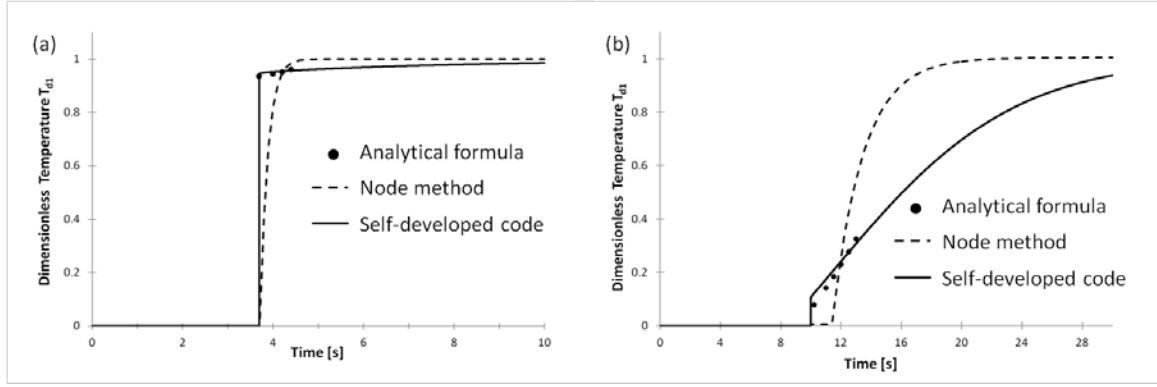 (a)
Dimensionless Temperature Td1
1
0.8
0.6
0.4
0.2
0
0 2 4 6 8 10
Time [s]
Analytical formula
Node method
Self-developed code
(b)
Dimensionless Temperature Td1
1
0.8
0.6
0.4
0.2
0
0 4 8 12 16 20 24 28
Time [s]
Analytical formula
Node method
Self-developed code